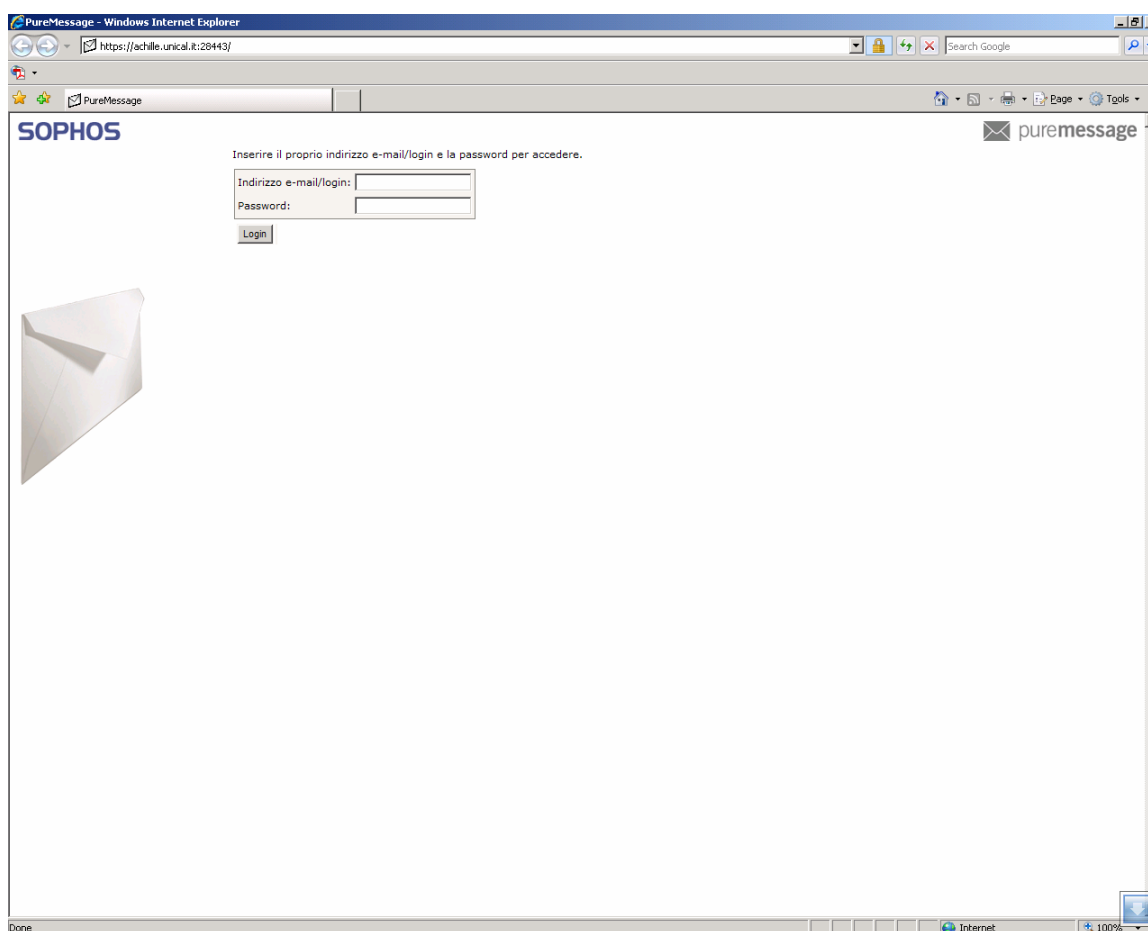 PureMessage - Windows Internet Explorer
https://achille.unical.it:28443/
Search Google
PureMessage
Page
Tools
SOPHOS
puremessage
Inserire il proprio indirizzo e-mail/login e la password per accedere.
Indirizzo e-mail/login:
Password:
Login
Done
Internet
100%